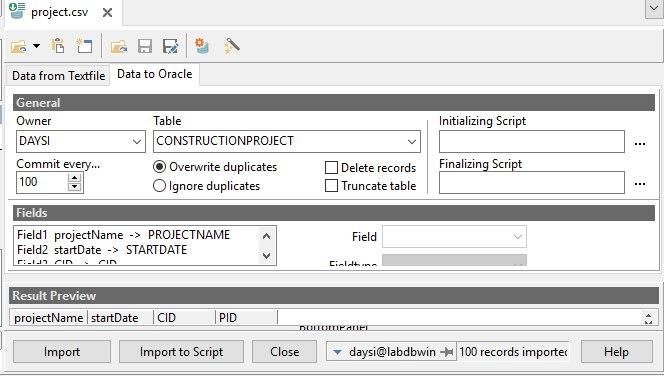 project.csv
Data from Textfile Data to Oracle
General
Owner Table Initializing Script
DAYSI CONSTRUCTIONPROJECT
...
Commit every... Overwrite duplicates Delete records Finalizing Script
100 Ignore duplicates Truncate table ...
Fields
Field1 projectName -> PROJECTNAME Field
Field2 startDate -> STARTDATE
Field3 CID -> CID Fieldtype
Result Preview
projectName startDate CID PID
BottomPanel
Import Import to Script Close daysi@labdbwin 100 records imported Help